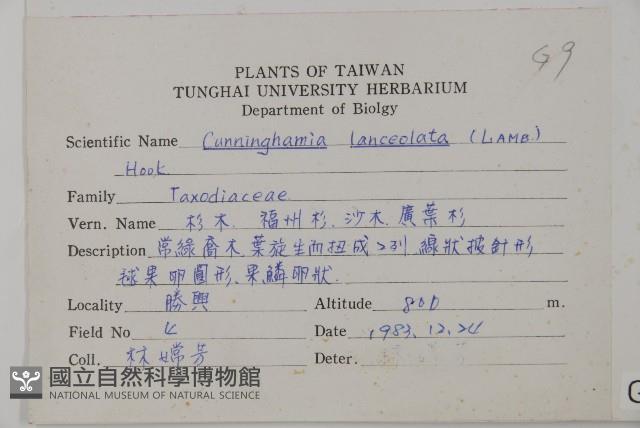 G9
PLANTS OF TAIWAN
TUNGHAI UNIVERSITY HERBARIUM
Department of Biolgy
Scientific Name Cunninghamia lanceolata (LAMB.)
Hook.
Family Taxodiaceae
Vern. Name 杉木. 福州杉. 沙木. 廣葉杉
Description 常綠喬木. 葉旋生而扭成2列. 線狀披針形
毬果卵圓形. 果鱗卵狀.
Locality 勝興 Altitude 800 m.
Field No 4 Date 1983. 12. 24
Coll. 林嫦芳 Deter.
國立自然科學博物館
NATIONAL MUSEUM OF NATURAL SCIENCE